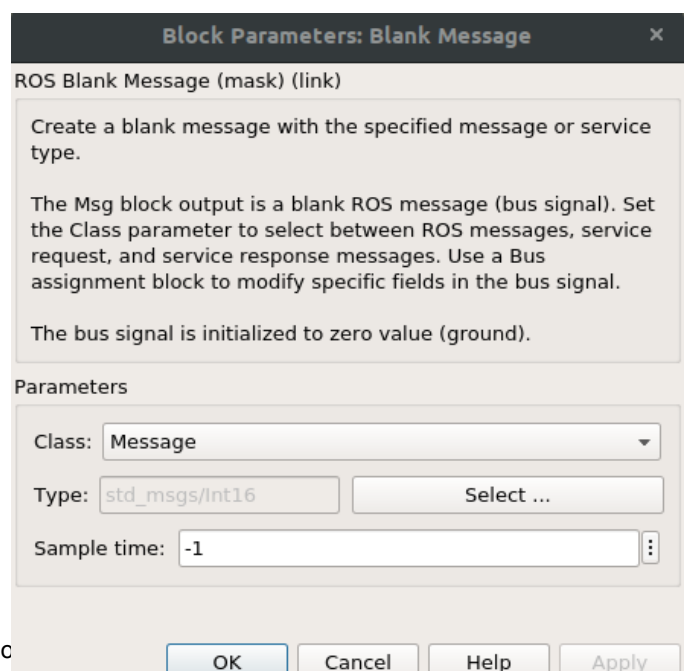 Block Parameters: Blank Message ×
ROS Blank Message (mask) (link)
Create a blank message with the specified message or service
type.
The Msg block output is a blank ROS message (bus signal). Set
the Class parameter to select between ROS messages, service
request, and service response messages. Use a Bus
assignment block to modify specific fields in the bus signal.
The bus signal is initialized to zero value (ground).
Parameters
Class: Message
Type: std_msgs/Int16 Select ...
Sample time: -1
OK Cancel Help Apply